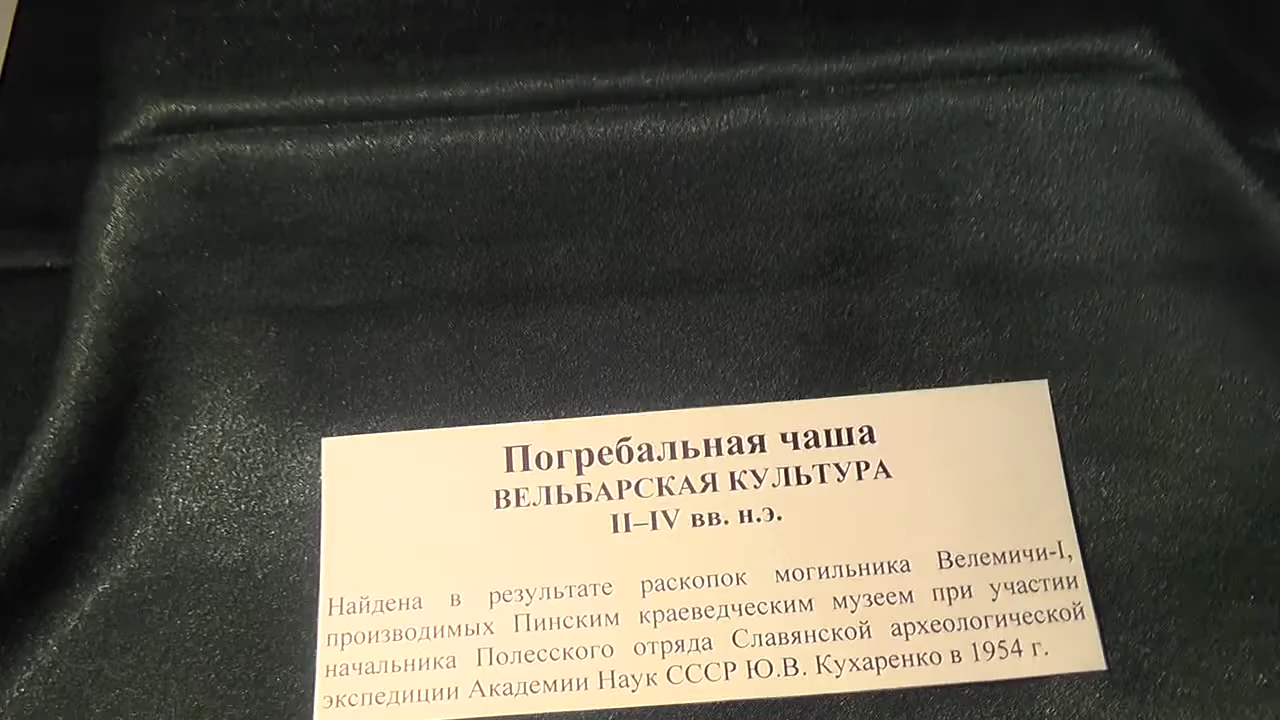 Погребальная чаша
ВЕЛЬБАРСКАЯ КУЛЬТУРА
II–IV вв. н.э.
Найдена в результате раскопок могильника Велемичи-I,
производимых Пинским краеведческим музеем при участии
начальника Полесского отряда Славянской археологической
экспедиции Академии Наук СССР Ю.В. Кухаренко в 1954 г.